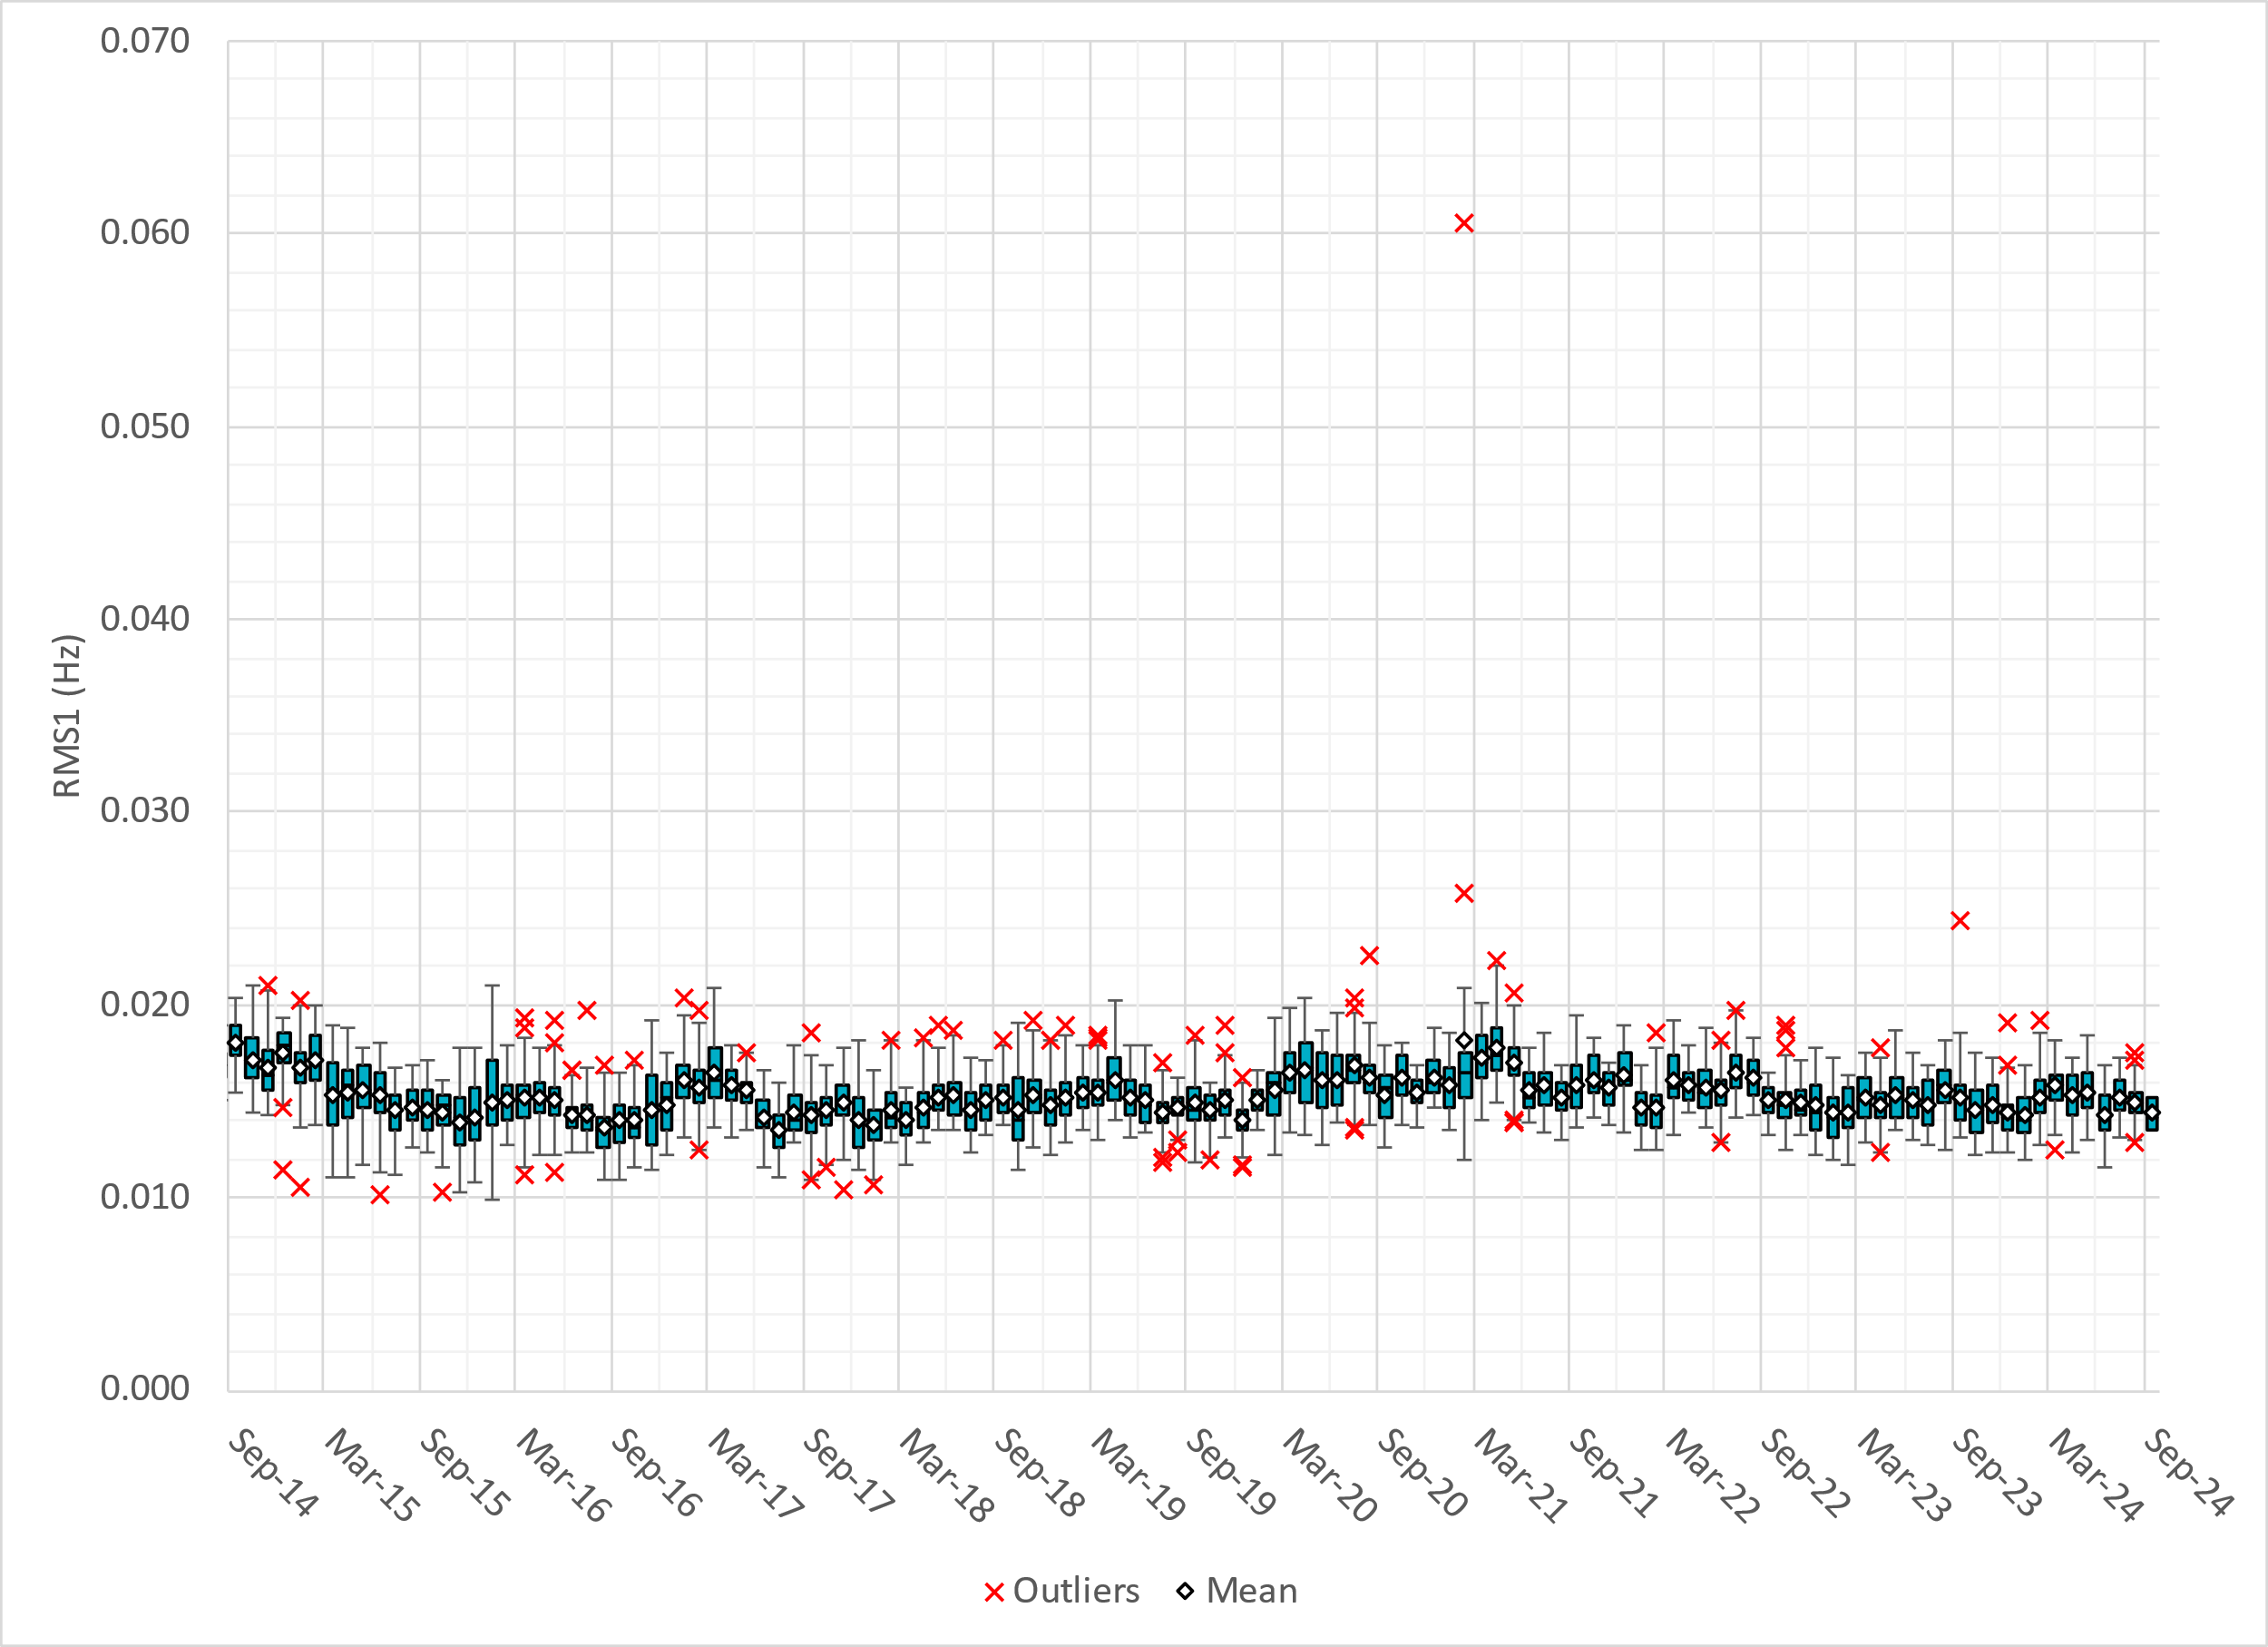 0.070
0.060
0.050
0.040
0.030
0.020
0.010
0.000
RMS1 (Hz)
Sep-14
Mar-15
Sep-15
Mar-16
Sep-16
Mar-17
Sep-17
Mar-18
Sep-18
Mar-19
Sep-19
Mar-20
Sep-20
Mar-21
Sep-21
Mar-22
Sep-22
Mar-23
Sep-23
Mar-24
Sep-24
Outliers Mean